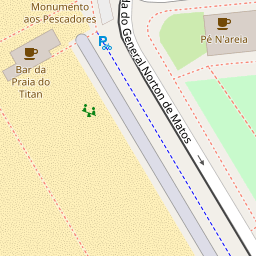 Monumento
aos Pescadores
Bar da
Praia do
Titan
Pé N'areia
da do General Norton de Matos